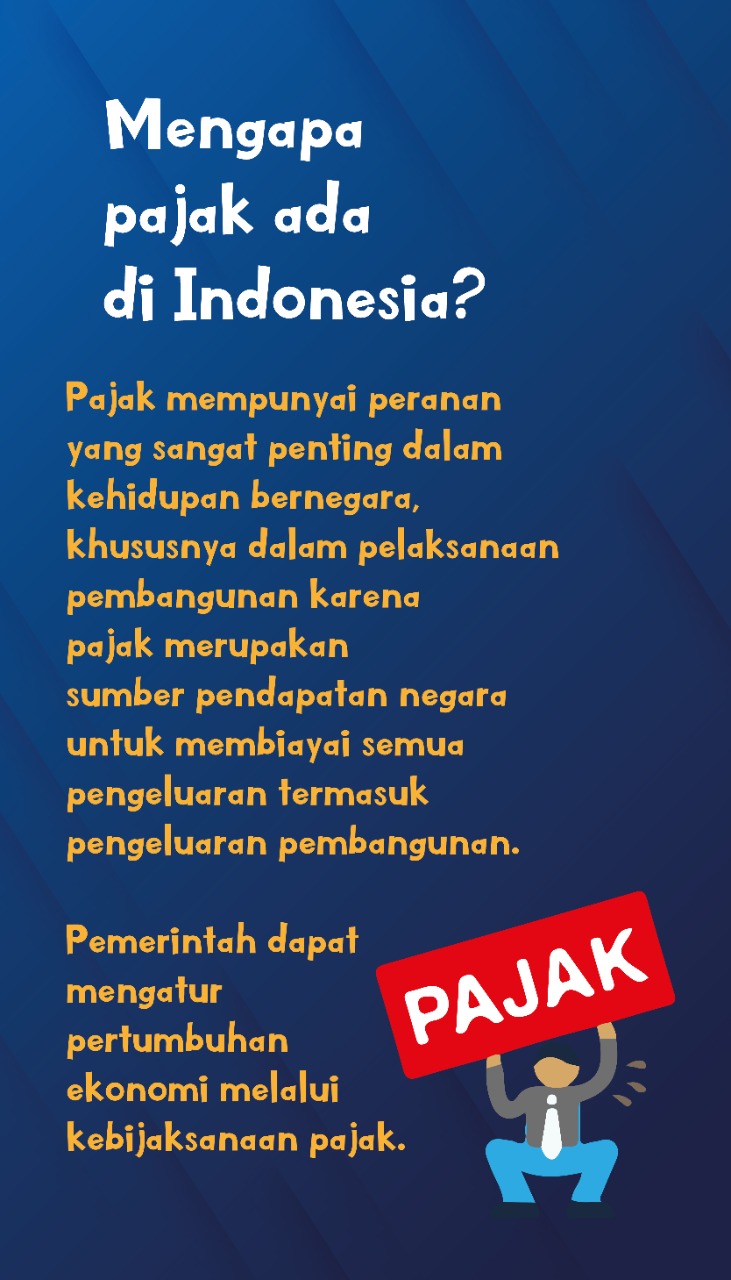 Mengapa
pajak ada
di Indonesia?
Pajak mempunyai peranan
yang sangat penting dalam
kehidupan bernegara,
khususnya dalam pelaksanaan
pembangunan karena
pajak merupakan
sumber pendapatan negara
untuk membiayai semua
pengeluaran termasuk
pengeluaran pembangunan.
Pemerintah dapat
mengatur
pertumbuhan
ekonomi melalui
kebijaksanaan pajak.
PAJAK